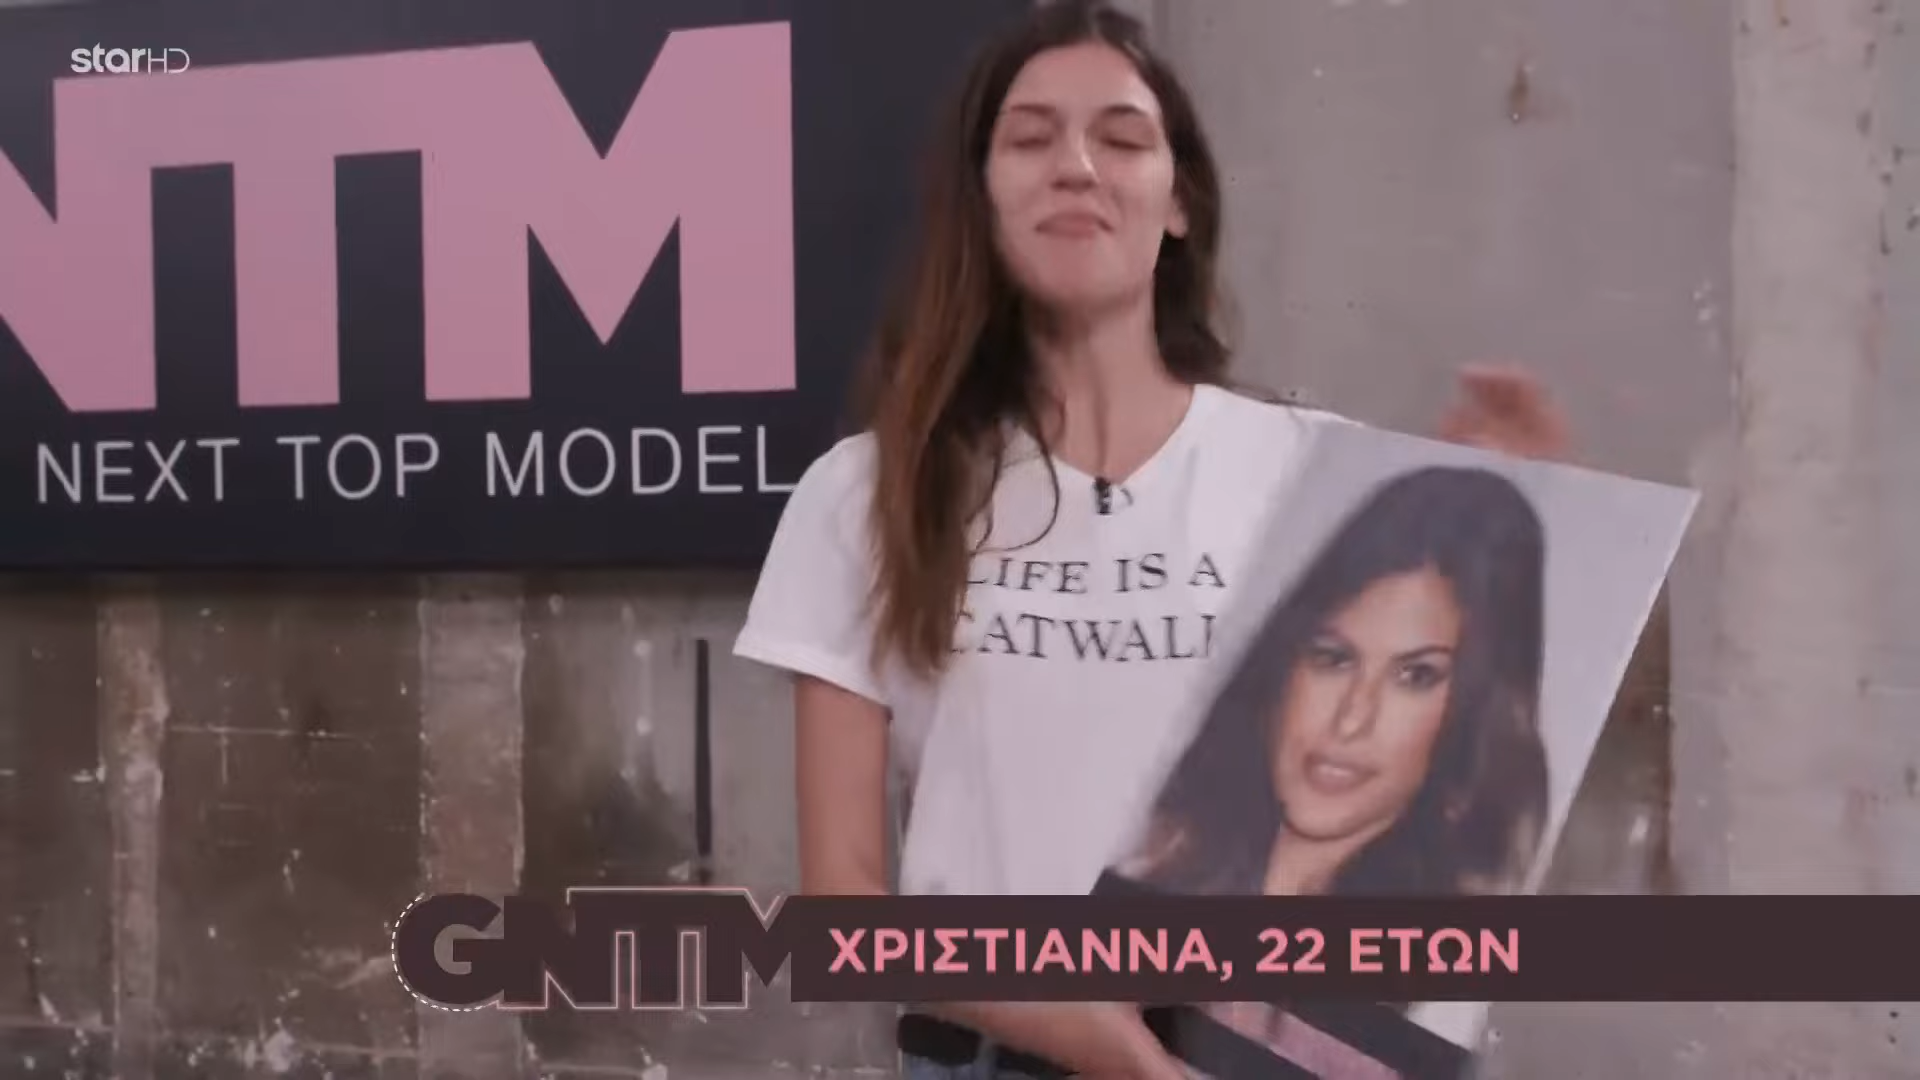 starHD
NTM
NEXT TOP MODEL
LIFE IS A
CATWAL
GNTM
ΧΡΙΣΤΙΑΝΝΑ, 22 ΕΤΩΝ